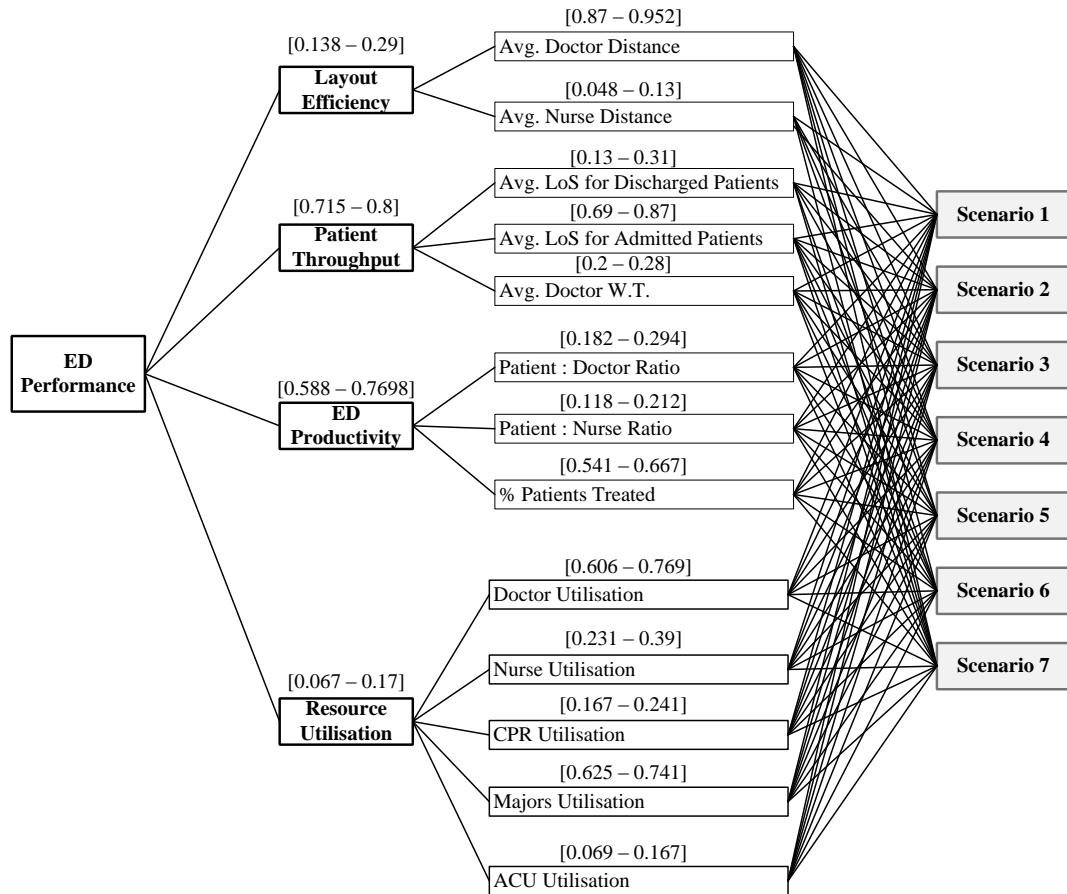 ED
Performance
[0.138 – 0.29]
Layout
Efficiency
[0.715 – 0.8]
Patient
Throughput
[0.588 – 0.7698]
ED
Productivity
[0.067 – 0.17]
Resource
Utilisation
[0.87 – 0.952]
Avg. Doctor Distance
[0.048 – 0.13]
Avg. Nurse Distance
[0.13 – 0.31]
Avg. LoS for Discharged Patients
[0.69 – 0.87]
Avg. LoS for Admitted Patients
[0.2 – 0.28]
Avg. Doctor W.T.
[0.182 – 0.294]
Patient : Doctor Ratio
[0.118 – 0.212]
Patient : Nurse Ratio
[0.541 – 0.667]
% Patients Treated
[0.606 – 0.769]
Doctor Utilisation
[0.231 – 0.39]
Nurse Utilisation
[0.167 – 0.241]
CPR Utilisation
[0.625 – 0.741]
Majors Utilisation
[0.069 – 0.167]
ACU Utilisation
Scenario 1
Scenario 2
Scenario 3
Scenario 4
Scenario 5
Scenario 6
Scenario 7